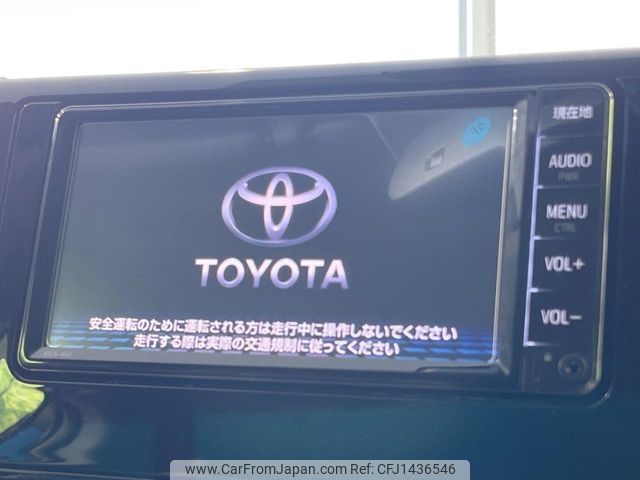 現在地
AUDIO
PWR
MENU
CTRL
VOL+
VOL−
TOYOTA
安全運転のために運転される方は走行中に操作しないでください
走行する際は実際の交通規制に従ってください
www.CarFromJapan.com | CFJ1436546